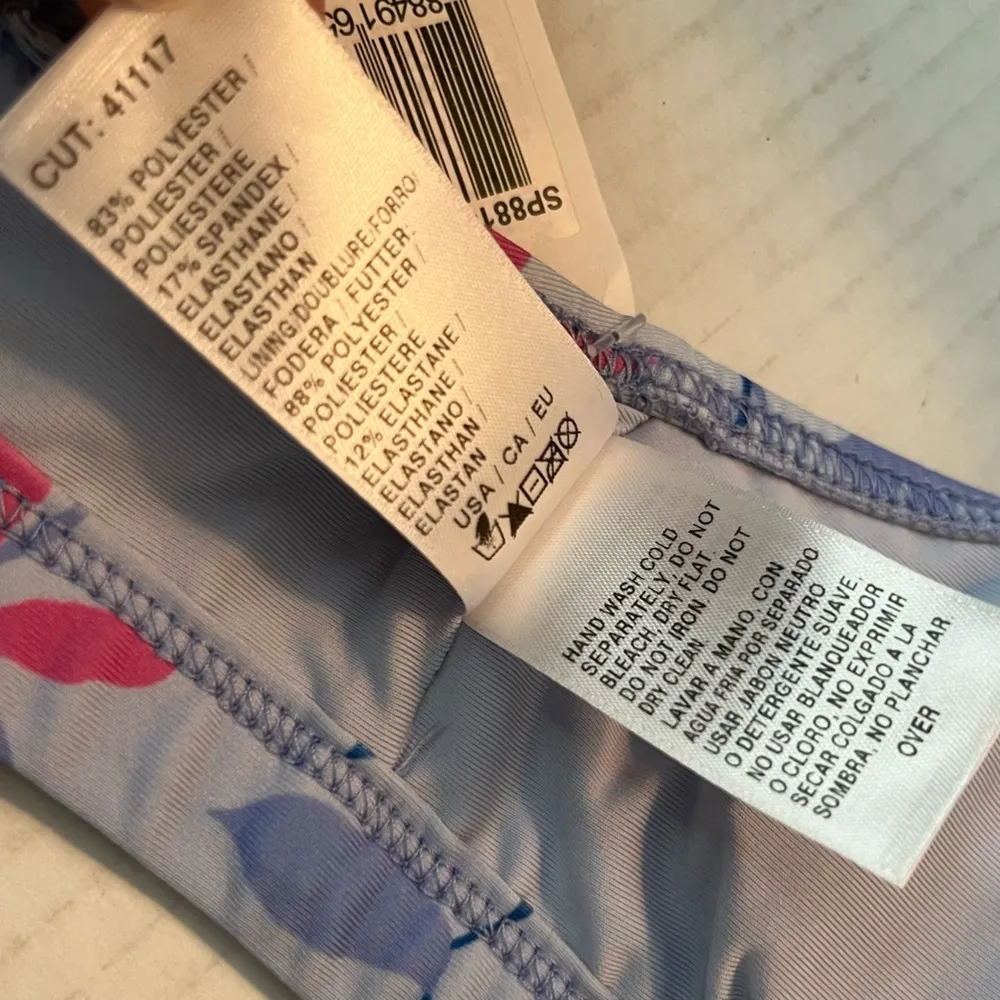 CUT: 41117
83% POLYESTER /
POLIESTER /
POLIESTERE
17% SPANDEX /
ELASTHANE /
ELASTANO /
ELASTHAN
LINING/DOUBLURE/FORRO/
FODERA / FUTTER:
88% POLYESTER /
POLIESTER /
POLIESTERE
12% ELASTANE /
ELASTHANE /
ELASTANO /
ELASTHAN /
ELASTAN
USA / CA / EU
HAND WASH COLD
SEPARATELY. DO NOT
BLEACH, DRY FLAT
DO NOT IRON. DO NOT
DRY CLEAN
LAVAR A MANO, CON
AGUA FRIA POR SEPARADO
USAR JABON NEUTRO
O DETERGENTE SUAVE.
NO USAR BLANQUEADOR
O CLORO, NO EXPRIMIR
SECAR COLGADO A LA
SOMBRA. NO PLANCHAR
OVER
SP881